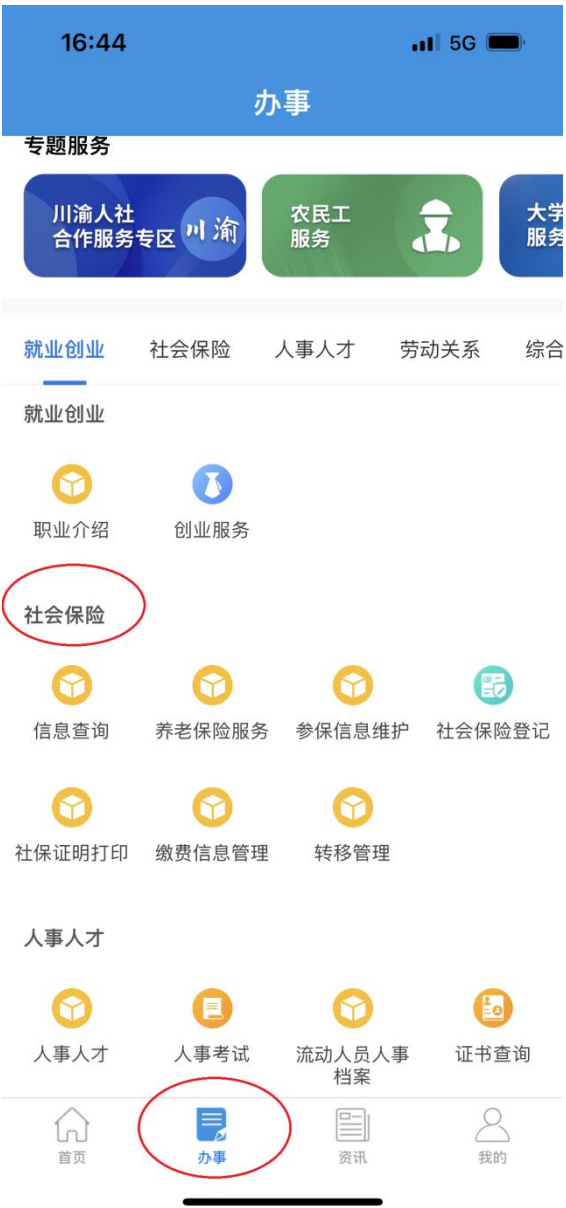 16:44
5G
办事
专题服务
川渝人社
合作服务专区
川渝
农民工
服务
大学
服务
就业创业 社会保险 人事人才 劳动关系 综合
就业创业
职业介绍 创业服务
社会保险
信息查询 养老保险服务 参保信息维护 社会保险登记
社保证明打印 缴费信息管理 转移管理
人事人才
人事人才 人事考试 流动人员人事 证书查询
档案
首页 办事 资讯 我的